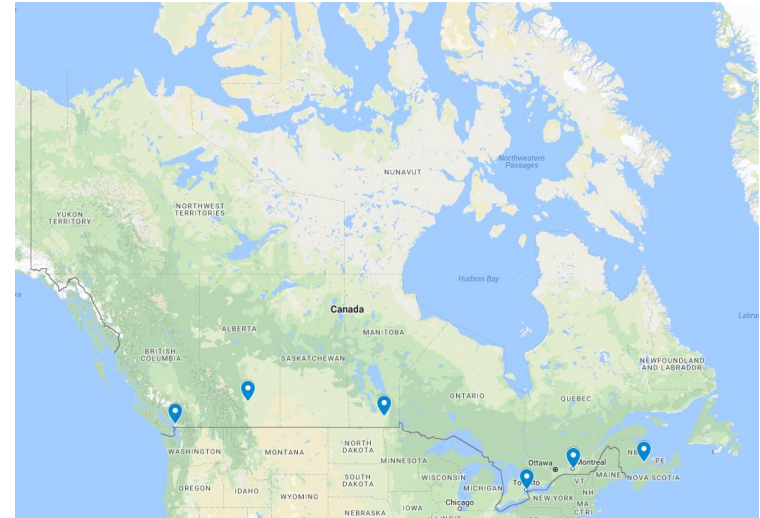 Northwestern
Passages
NUNAVUT
YUKON
TERRITORY
NORTHWEST
TERRITORIES
Hudson Bay
Canada
ALBERTA
MANITOBA
BRITISH
COLUMBIA
SASKATCHEWAN
NEWFOUNDLAND
AND LABRADOR
ONTARIO
QUEBEC
WASHINGTON
MONTANA
NORTH
DAKOTA
MINNESOTA
Ottawa
Montreal
NB
PE
MAINE
NOVA SCOTIA
OREGON
IDAHO
SOUTH
DAKOTA
WISCONSIN
MICHIGAN
VT
NH
WYOMING
NEW YORK
MA
CT
RI
IOWA
Chicago
NEBRASKA